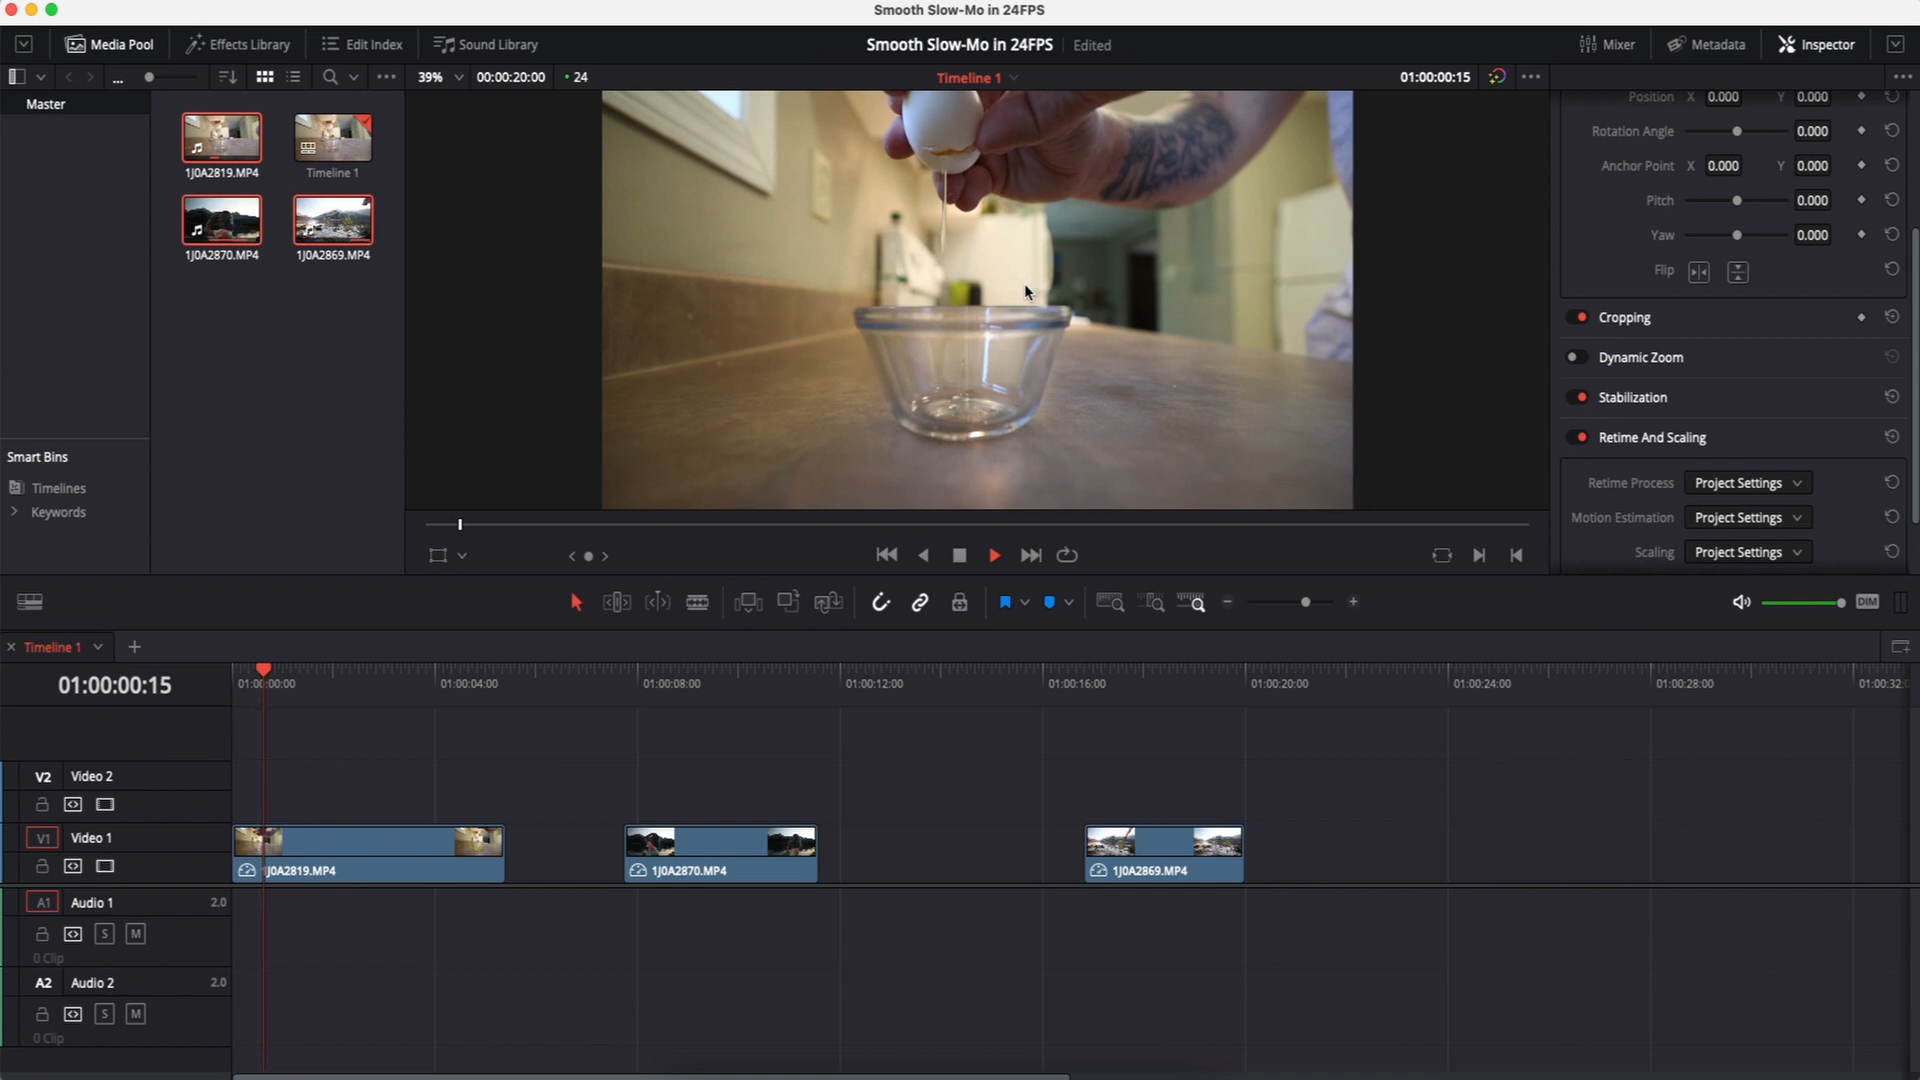 Smooth Slow-Mo in 24FPS
Media Pool
Effects Library
Edit Index
Sound Library
Smooth Slow-Mo in 24FPS Edited
Mixer
Metadata
Inspector
39%
00:00:20:00
24
Timeline 1
01:00:00:15
Master
1J0A2819.MP4
Timeline 1
1J0A2870.MP4
1J0A2869.MP4
Smart Bins
Timelines
Keywords
Position X 0.000 Y 0.000
Rotation Angle 0.000
Anchor Point X 0.000 Y 0.000
Pitch 0.000
Yaw 0.000
Flip
Cropping
Dynamic Zoom
Stabilization
Retime And Scaling
Retime Process Project Settings
Motion Estimation Project Settings
Scaling Project Settings
DIM
Timeline 1
01:00:00:15
01:00:00:00
01:00:04:00
01:00:08:00
01:00:12:00
01:00:16:00
01:00:20:00
01:00:24:00
01:00:28:00
01:00:32:0
V2 Video 2
V1 Video 1
1J0A2819.MP4
1J0A2870.MP4
1J0A2869.MP4
A1 Audio 1 2.0
S M
0 Clip
A2 Audio 2 2.0
S M
0 Clip